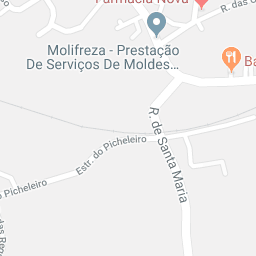 Farmácia Nova
R. das
Molifreza - Prestação
De Serviços De Moldes...
Ba
R. de Santa Maria
Estr. do Picheleiro
Picheleiro
das